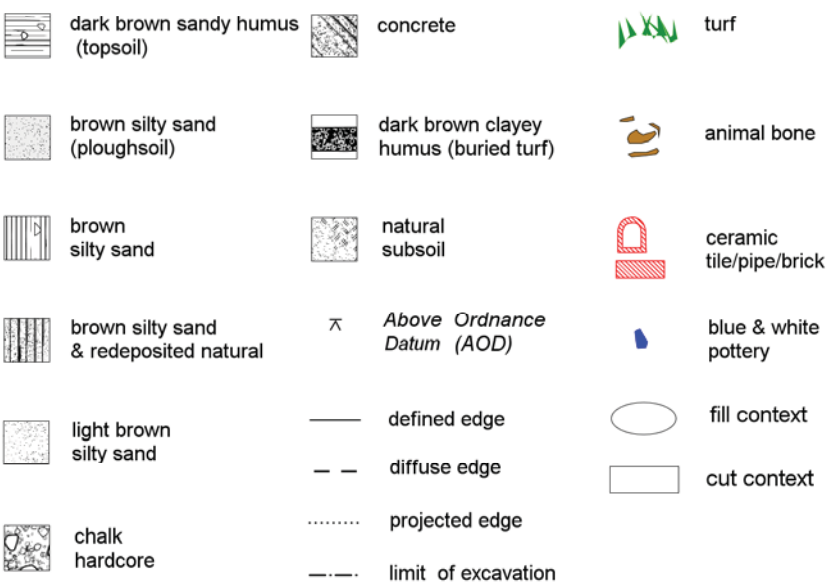 dark brown sandy humus
(topsoil)
brown silty sand
(ploughsoil)
brown
silty sand
brown silty sand
& redeposited natural
light brown
silty sand
chalk
hardcore
concrete
dark brown clayey
humus (buried turf)
natural
subsoil
Above Ordnance
Datum (AOD)
defined edge
diffuse edge
projected edge
limit of excavation
turf
animal bone
ceramic
tile/pipe/brick
blue & white
pottery
fill context
cut context